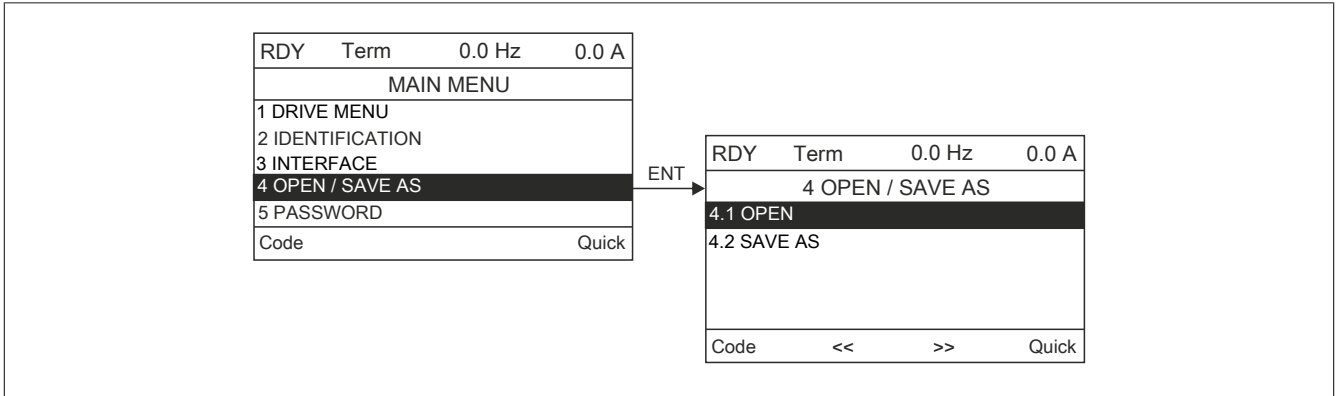 RDY Term 0.0 Hz 0.0 A
MAIN MENU
1 DRIVE MENU
2 IDENTIFICATION
3 INTERFACE
4 OPEN / SAVE AS
5 PASSWORD
Code Quick
ENT
RDY Term 0.0 Hz 0.0 A
4 OPEN / SAVE AS
4.1 OPEN
4.2 SAVE AS
Code << >> Quick